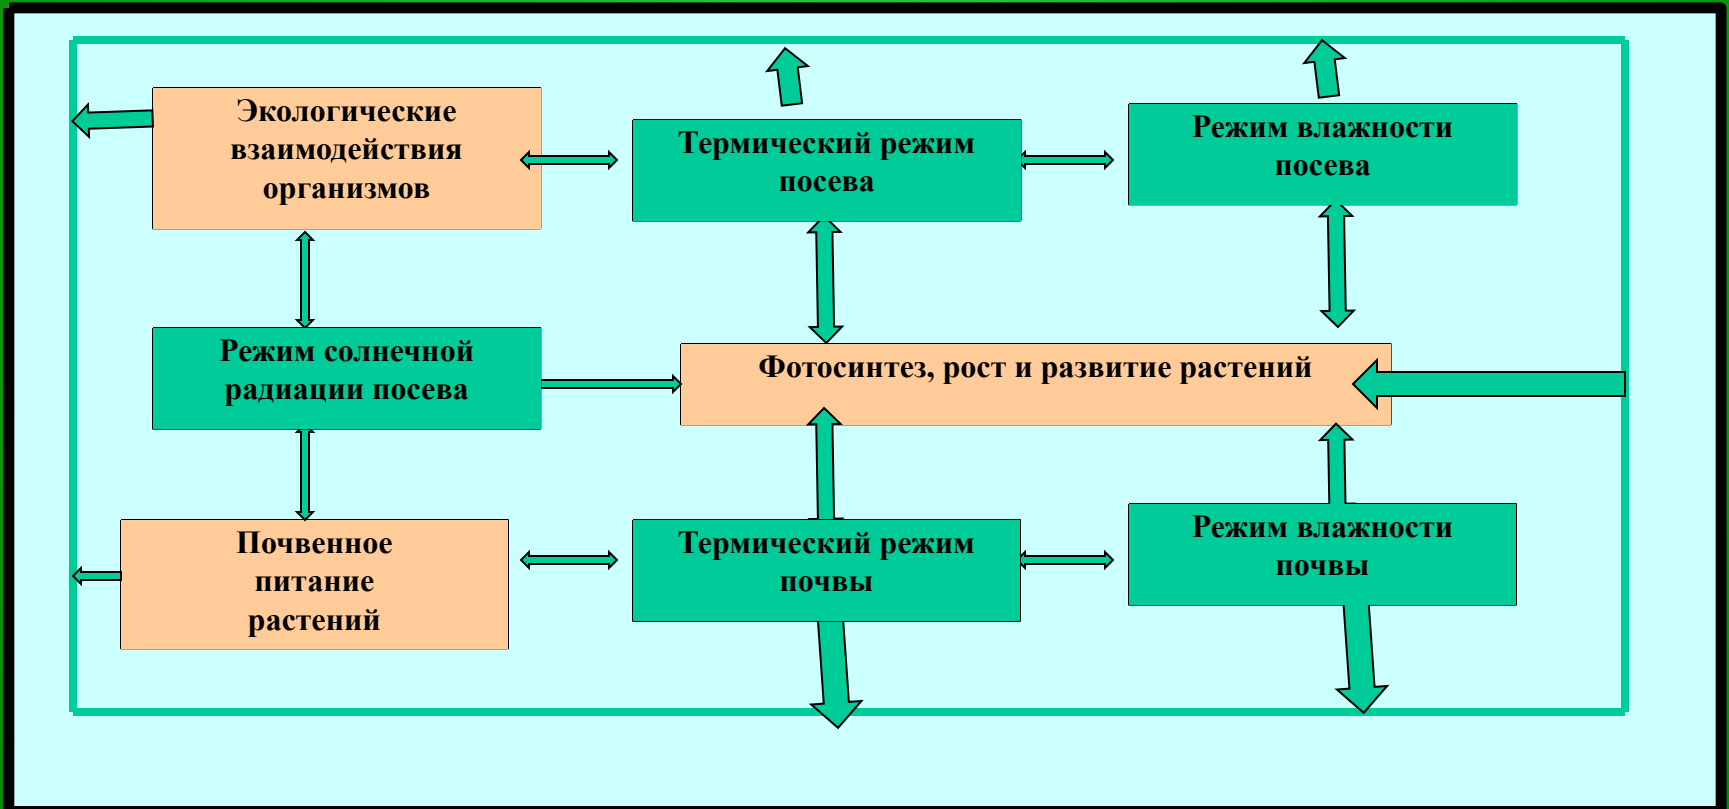 Экологические
взаимодействия
организмов
Термический режим
посева
Режим влажности
посева
Режим солнечной
радиации посева
Фотосинтез, рост и развитие растений
Почвенное
питание
растений
Термический режим
почвы
Режим влажности
почвы